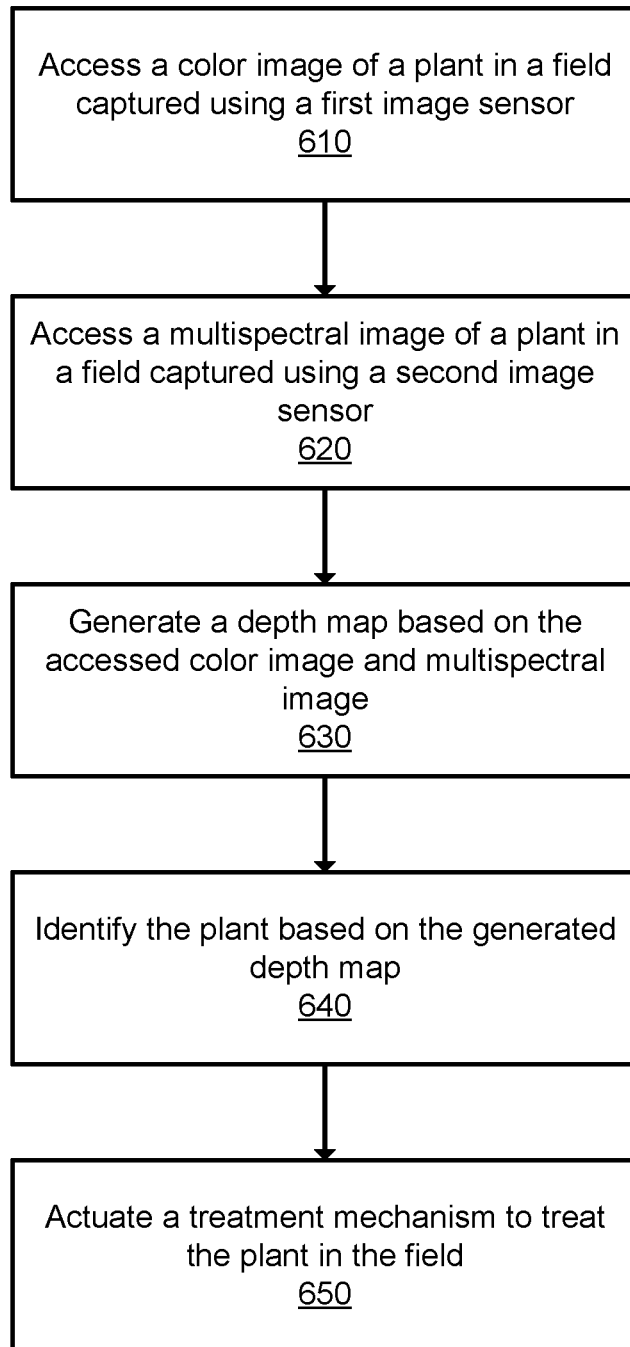 Access a color image of a plant in a field
captured using a first image sensor
610
Access a multispectral image of a plant in
a field captured using a second image
sensor
620
Generate a depth map based on the
accessed color image and multispectral
image
630
Identify the plant based on the generated
depth map
640
Actuate a treatment mechanism to treat
the plant in the field
650